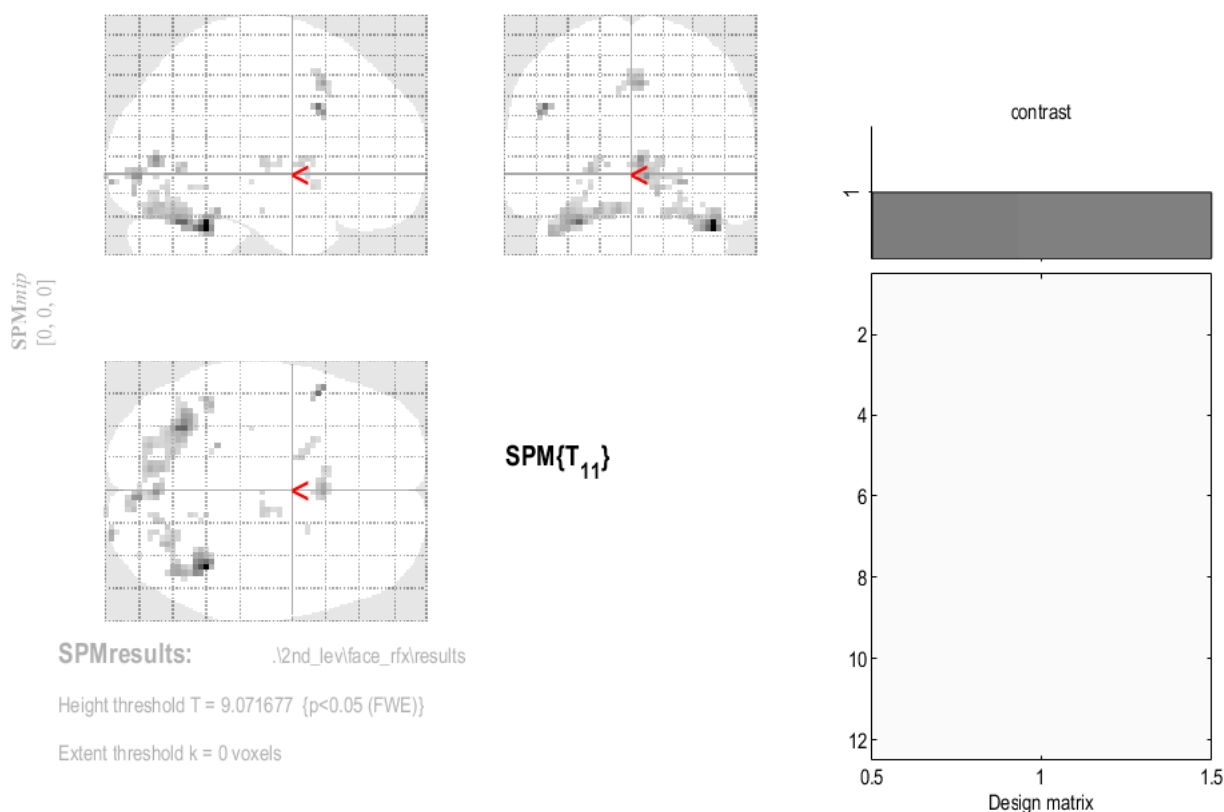 SPMmip
[0, 0, 0]
<
<
<
SPM{T11}
SPMresults:
.\2nd_lev\face_rfx\results
Height threshold T = 9.071677 {p<0.05 (FWE)}
Extent threshold k = 0 voxels
contrast
1
2
4
6
8
10
12
0.5
1
1.5
Design matrix